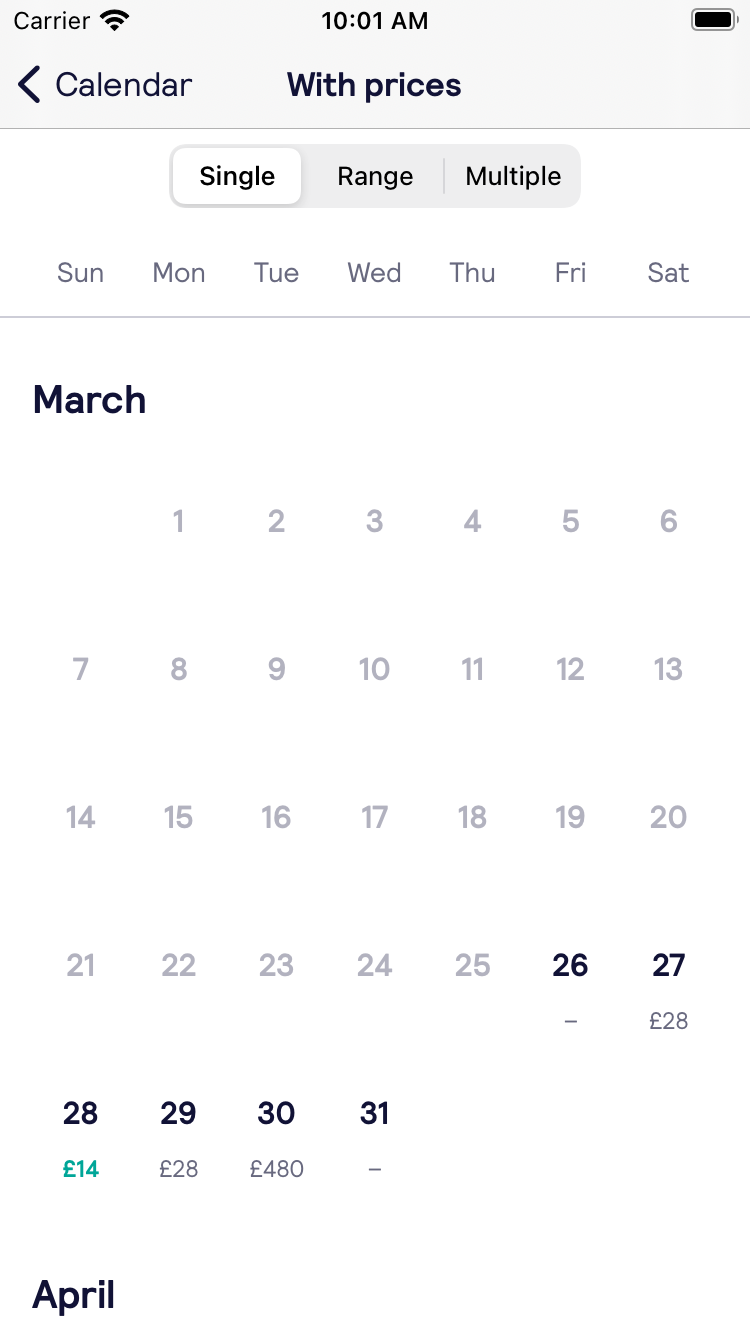 Carrier 10:01 AM
Calendar With prices
Single Range Multiple
Sun Mon Tue Wed Thu Fri Sat
March
1 2 3 4 5 6
7 8 9 10 11 12 13
14 15 16 17 18 19 20
21 22 23 24 25 26 27
– £28
28 29 30 31
£14 £28 £480 –
April